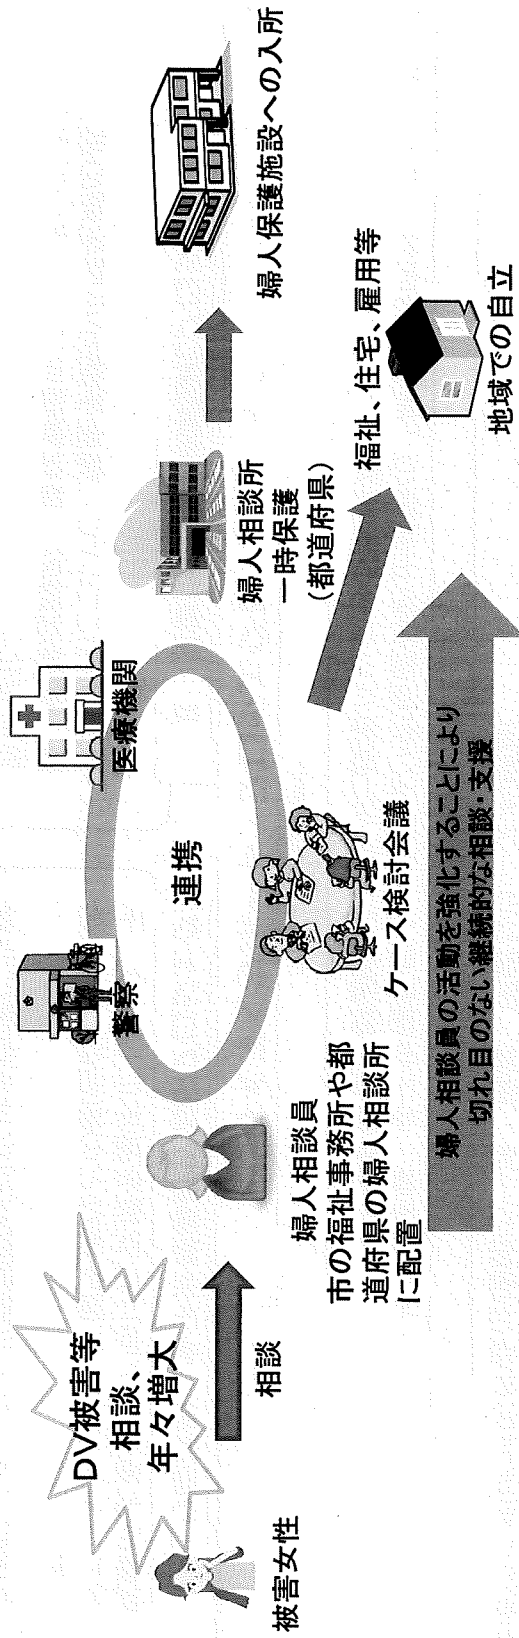 DV被害等
相談、
年々増大
被害女性
相談
婦人相談員
市の福祉事務所や都
道府県の婦人相談所
に配置
警察
医療機関
連携
ケース検討会議
婦人相談所
一時保護
(都道府県)
婦人保護施設への入所
福祉、住宅、雇用等
地域での自立
婦人相談員の活動を強化することにより
切れ目のない継続的な相談・支援